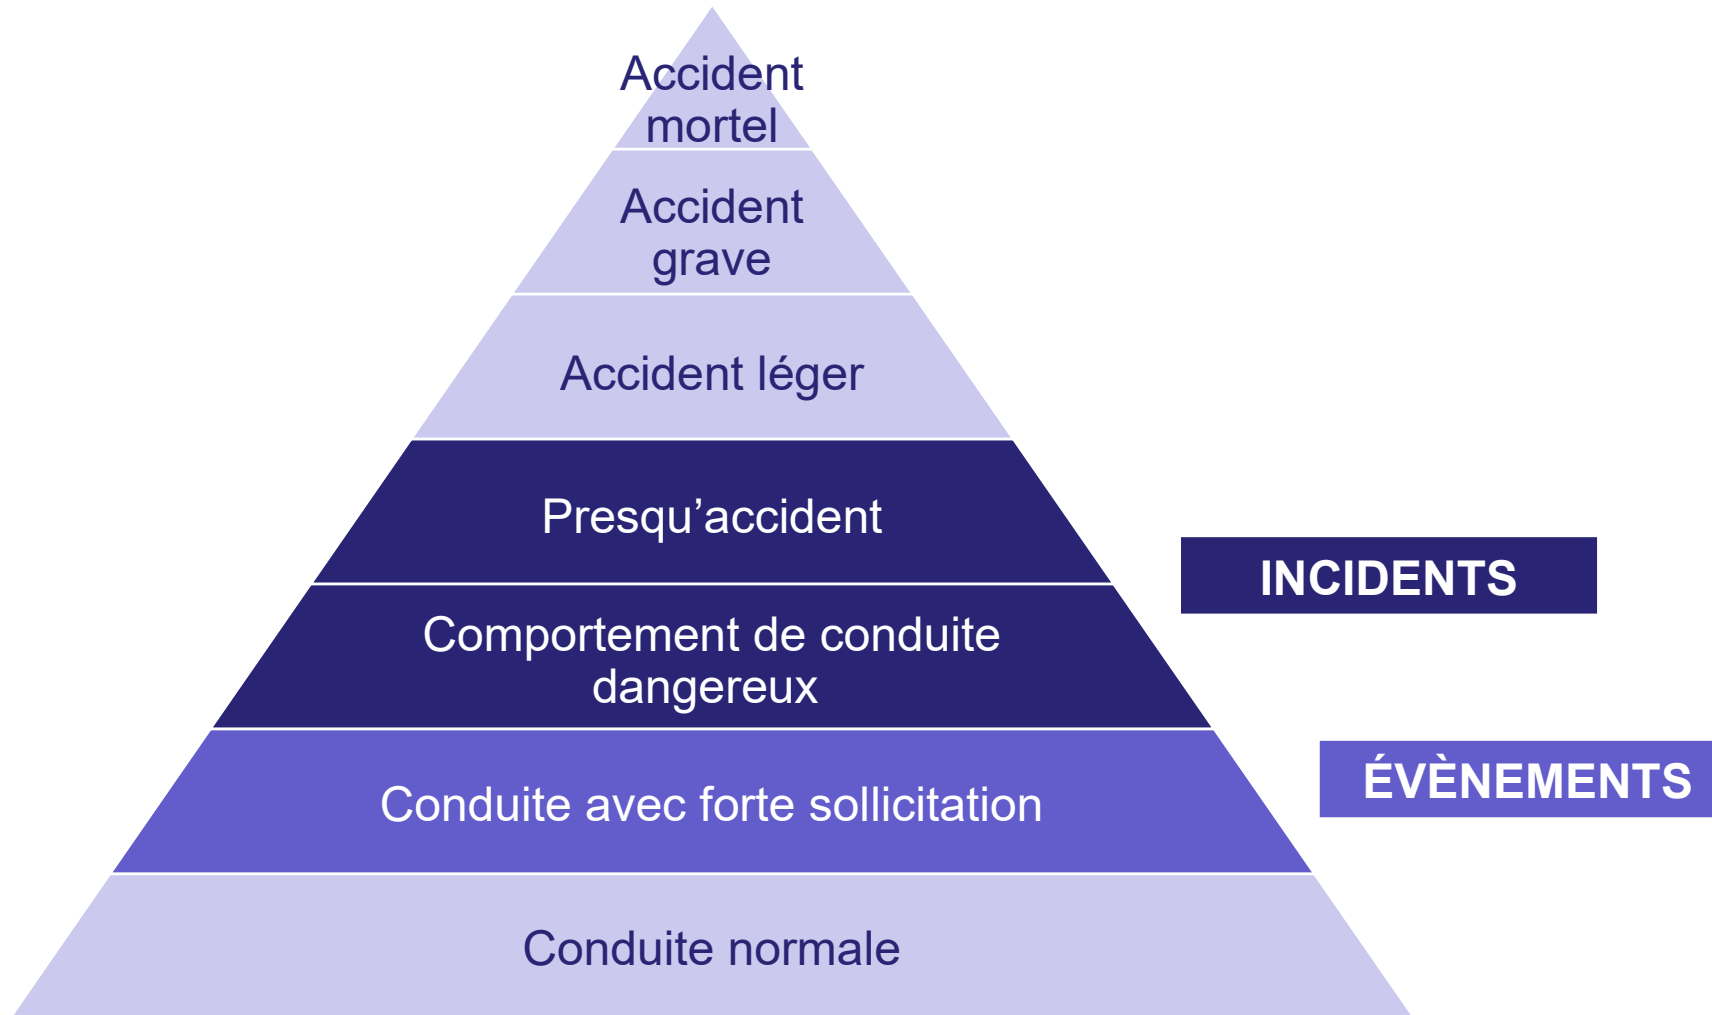 Accident
mortel
Accident
grave
Accident léger
Presqu’accident
INCIDENTS
Comportement de conduite
dangereux
ÉVÈNEMENTS
Conduite avec forte sollicitation
Conduite normale